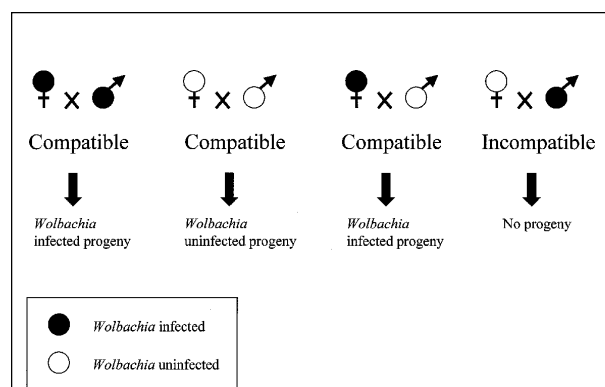 Compatible Compatible Compatible Incompatible
Wolbachia Wolbachia Wolbachia No progeny
infected progeny uninfected progeny infected progeny
Wolbachia infected
Wolbachia uninfected